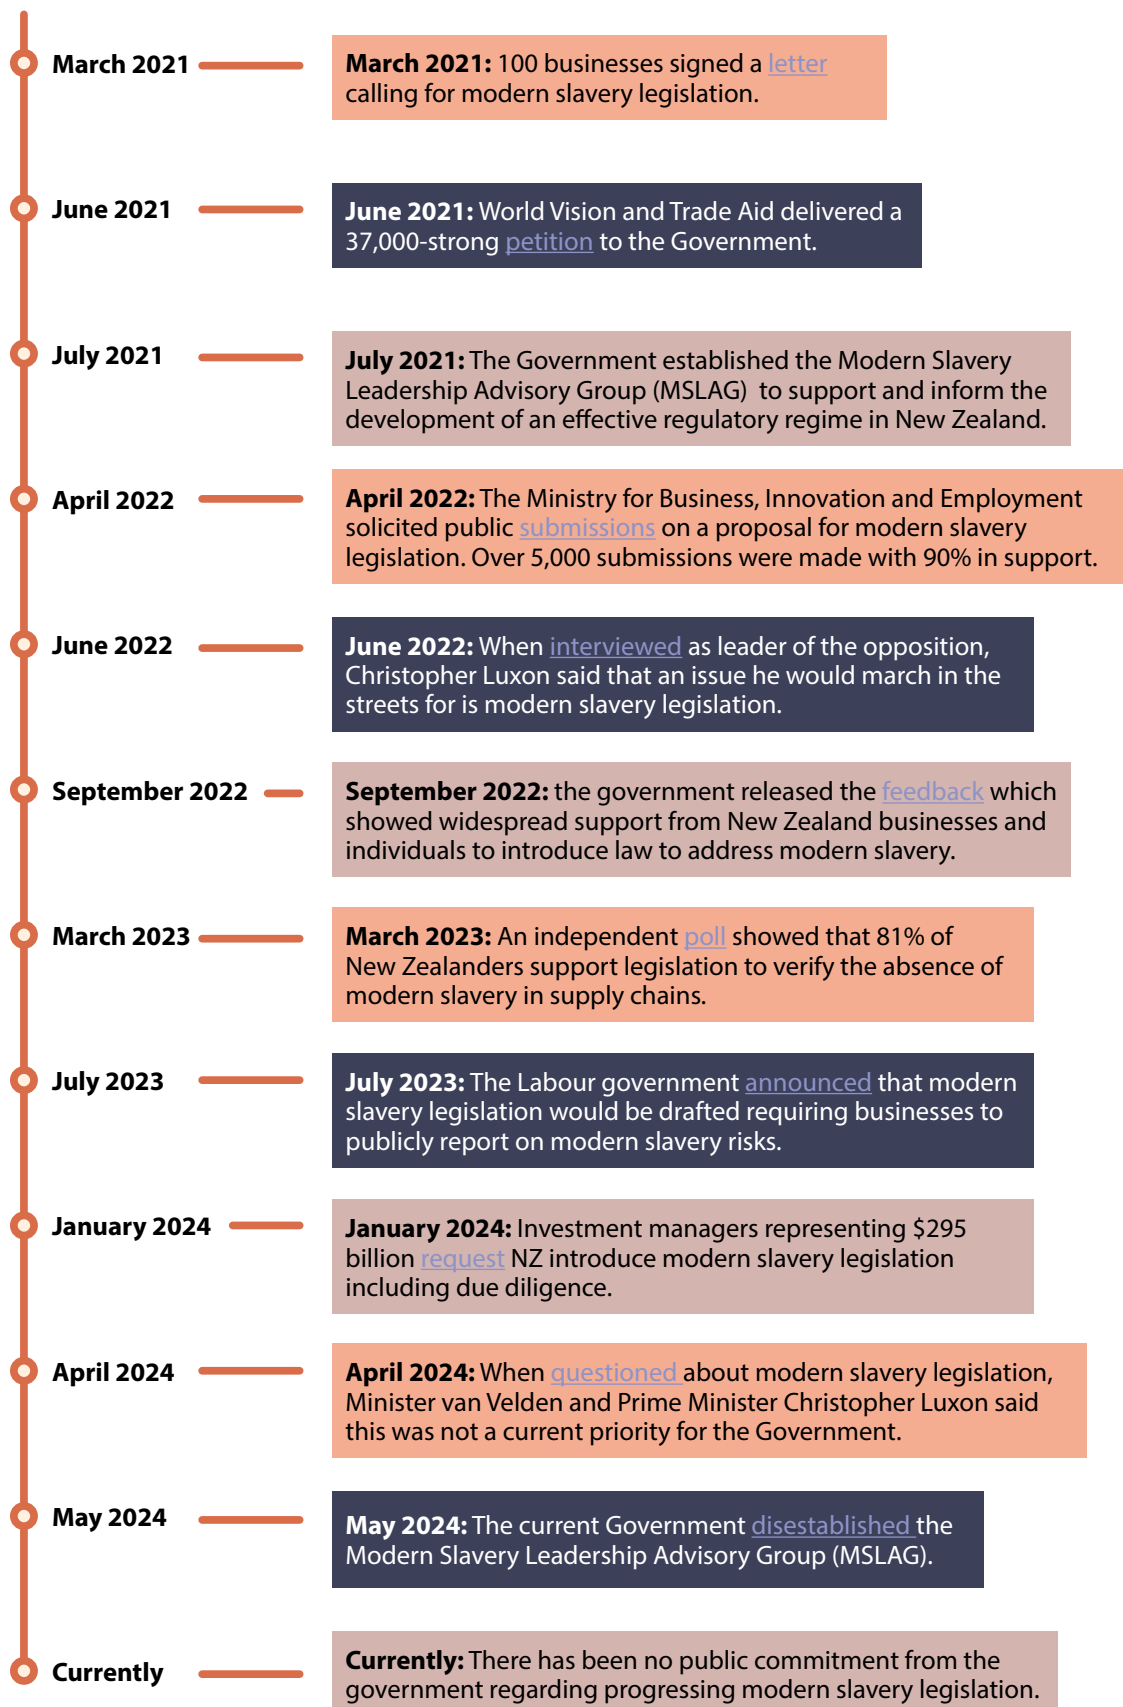 March 2021
March 2021: 100 businesses signed a letter
calling for modern slavery legislation.
June 2021
June 2021: World Vision and Trade Aid delivered a
37,000-strong petition to the Government.
July 2021
July 2021: The Government established the Modern Slavery
Leadership Advisory Group (MSLAG)  to support and inform the
development of an effective regulatory regime in New Zealand.
April 2022
April 2022: The Ministry for Business, Innovation and Employment
solicited public submissions on a proposal for modern slavery
legislation. Over 5,000 submissions were made with 90% in support.
June 2022
June 2022: When interviewed as leader of the opposition,
Christopher Luxon said that an issue he would march in the
streets for is modern slavery legislation.
September 2022
September 2022: the government released the feedback which
showed widespread support from New Zealand businesses and
individuals to introduce law to address modern slavery.
March 2023
March 2023: An independent poll showed that 81% of
New Zealanders support legislation to verify the absence of
modern slavery in supply chains.
July 2023
July 2023: The Labour government announced that modern
slavery legislation would be drafted requiring businesses to
publicly report on modern slavery risks.
January 2024
January 2024: Investment managers representing $295
billion request NZ introduce modern slavery legislation
including due diligence.
April 2024
April 2024: When questioned about modern slavery legislation,
Minister van Velden and Prime Minister Christopher Luxon said
this was not a current priority for the Government.
May 2024
May 2024: The current Government disestablished the
Modern Slavery Leadership Advisory Group (MSLAG).
Currently
Currently: There has been no public commitment from the
government regarding progressing modern slavery legislation.